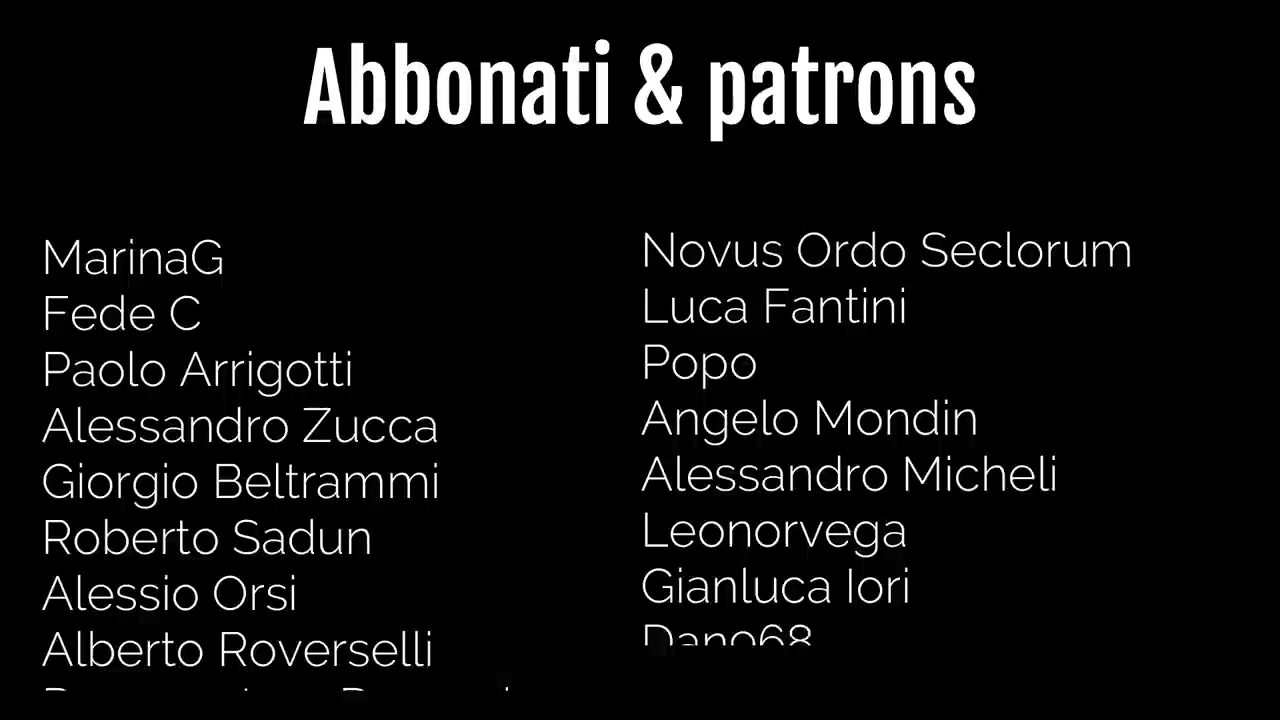 Abbonati & patrons
MarinaG
Fede C
Paolo Arrigotti
Alessandro Zucca
Giorgio Beltrammi
Roberto Sadun
Alessio Orsi
Alberto Roverselli
Novus Ordo Seclorum
Luca Fantini
Popo
Angelo Mondin
Alessandro Micheli
Leonorvega
Gianluca Iori
Dano68